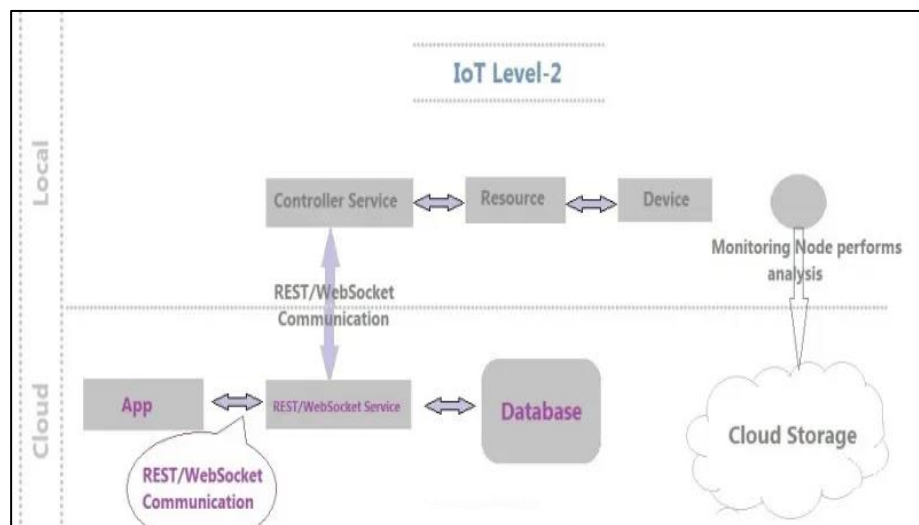 IoT Level-2
Local
Controller Service
Resource
Device
Monitoring Node performs
analysis
REST/WebSocket
Communication
Cloud
App
REST/WebSocket Service
Database
Cloud Storage
REST/WebSocket
Communication